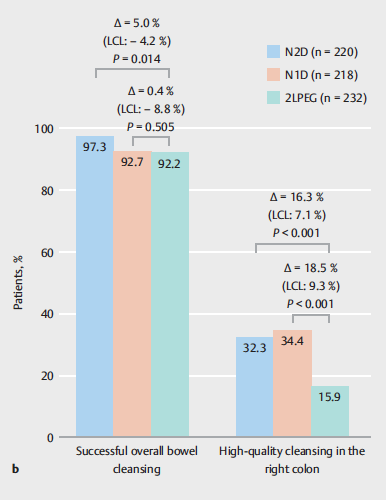 Δ = 5.0 %
(LCL: – 4.2 %)
P = 0.014
Δ = 0.4 %
(LCL: – 8.8 %)
P = 0.505
N2D (n = 220)
N1D (n = 218)
2LPEG (n = 232)
Patients, %
100
80
60
40
20
0
97.3
92.7
92.2
Δ = 16.3 %
(LCL: 7.1 %)
P < 0.001
Δ = 18.5 %
(LCL: 9.3 %)
P < 0.001
32.3
34.4
15.9
Successful overall bowel
cleansing
High-quality cleansing in the
right colon
b